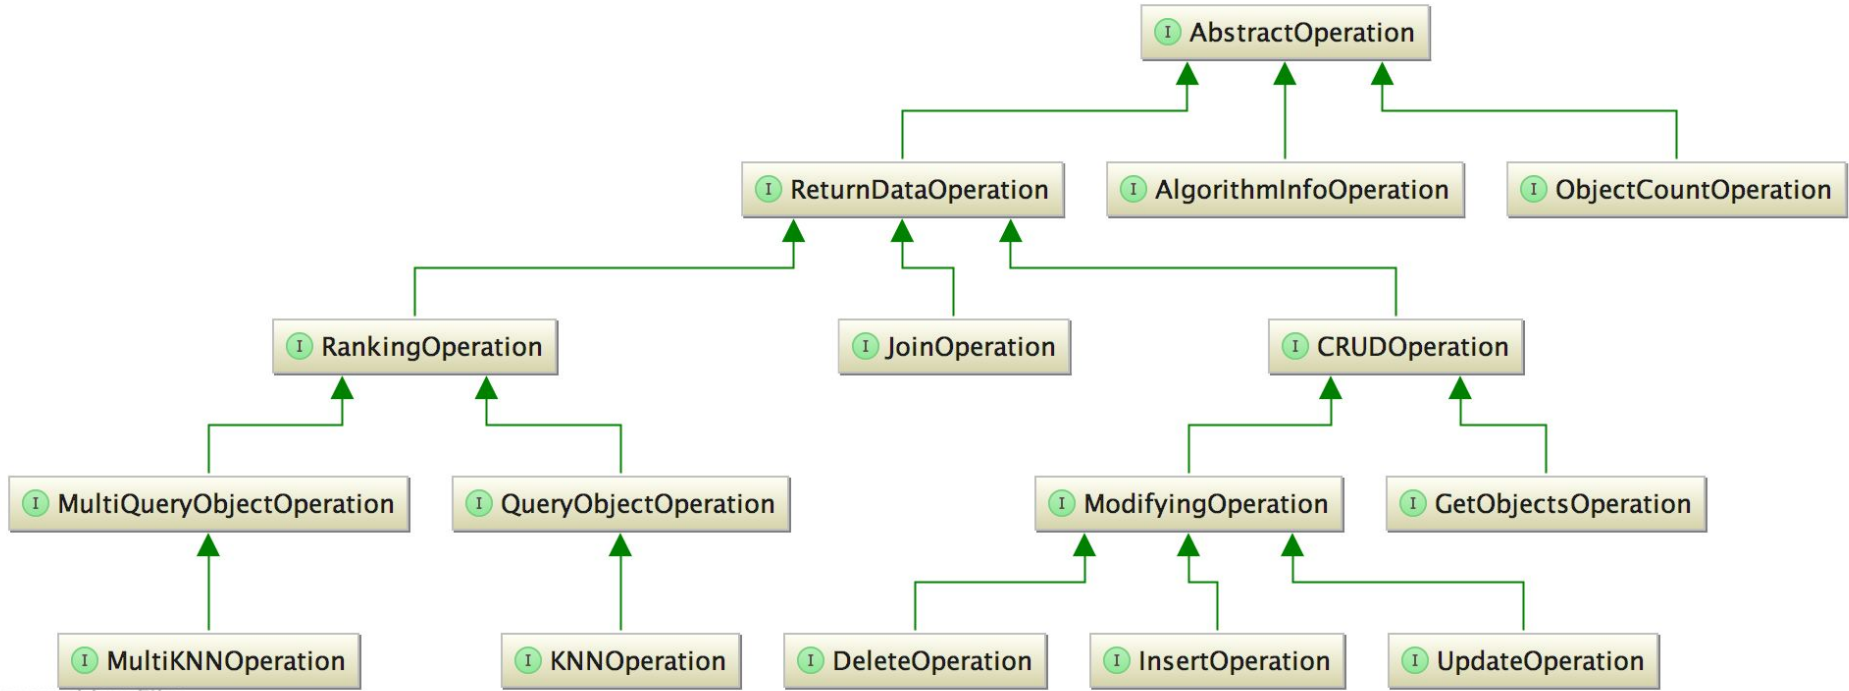 I AbstractOperation
I ReturnDataOperation
I AlgorithmInfoOperation
I ObjectCountOperation
I RankingOperation
I JoinOperation
I CRUDOperation
I MultiQueryObjectOperation
I QueryObjectOperation
I ModifyingOperation
I GetObjectsOperation
I MultiKNNOperation
I KNNOperation
I DeleteOperation
I InsertOperation
I UpdateOperation